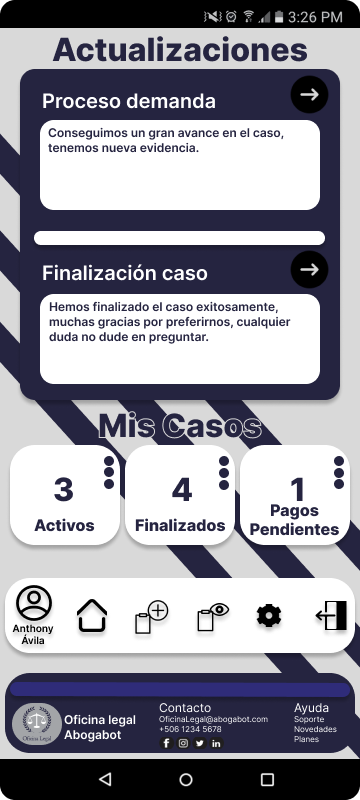 3:26 PM
Actualizaciones
Proceso demanda
Conseguimos un gran avance en el caso,
tenemos nueva evidencia.
Finalización caso
Hemos finalizado el caso exitosamente,
muchas gracias por preferirnos, cualquier
duda no dude en preguntar.
Mis Casos
3
Activos
4
Finalizados
1
Pagos
Pendientes
Anthony
Ávila
Oficina Legal
Oficina legal
Abogabot
Contacto
OficinaLegal@abogabot.com
+506 1234 5678
Ayuda
Soporte
Novedades
Planes